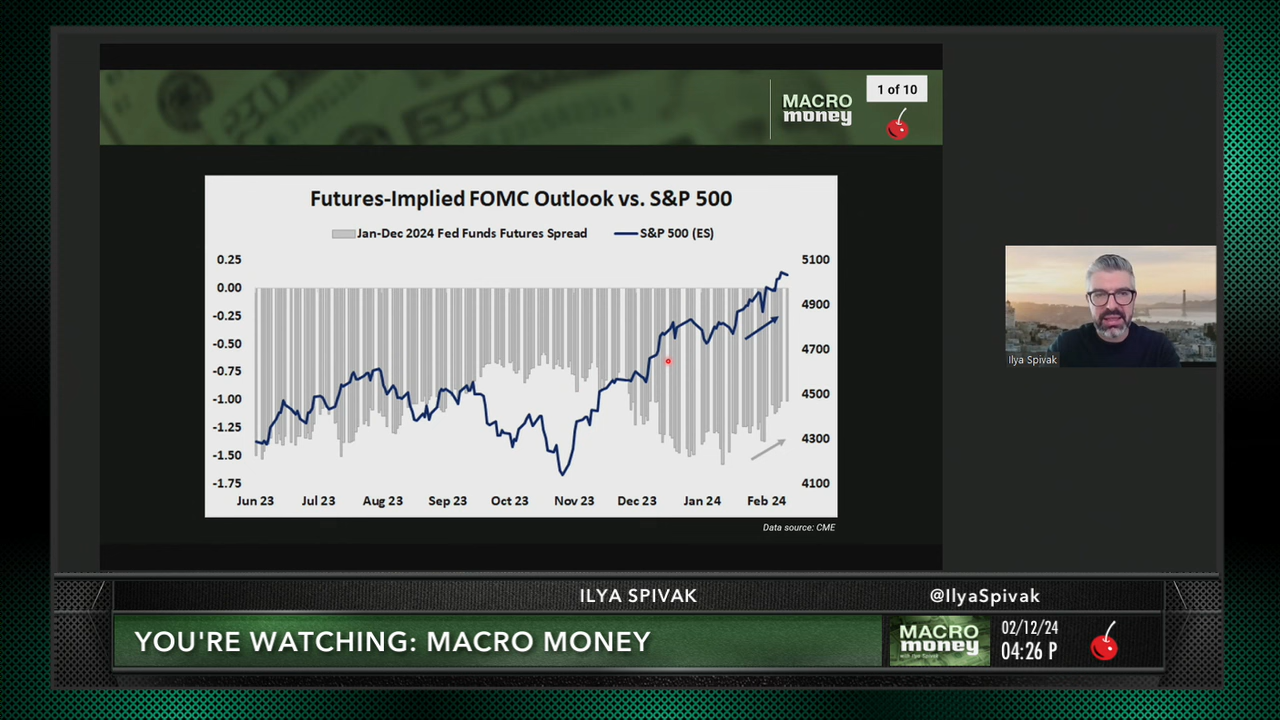 MACRO
money
1 of 10
Futures-Implied FOMC Outlook vs. S&P 500
Jan-Dec 2024 Fed Funds Futures Spread
S&P 500 (ES)
0.25
0.00
-0.25
-0.50
-0.75
-1.00
-1.25
-1.50
-1.75
5100
4900
4700
4500
4300
4100
Jun 23
Jul 23
Aug 23
Sep 23
Oct 23
Nov 23
Dec 23
Jan 24
Feb 24
Data source: CME
Ilya Spivak
ILYA SPIVAK
@IlyaSpivak
YOU'RE WATCHING: MACRO MONEY
MACRO
money
with Ilya Spivak
02/12/24
04:26 P